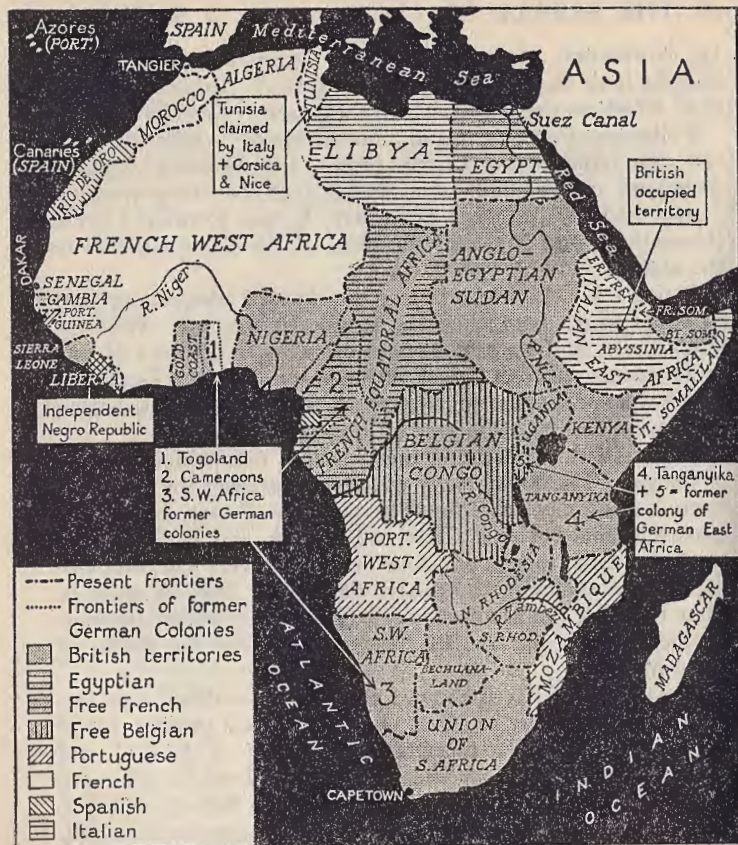 Azores
(PORT.)
SPAIN
Mediterranean Sea
TANGIER
ALGERIA
TUNISIA
MOROCCO
ASIA
Tunisia
claimed
by Italy
+ Corsica
& Nice
Suez Canal
Canaries
(SPAIN)
RIO DE ORO
LIBYA
EGYPT
Red Sea
British
occupied
territory
DAKAR
FRENCH WEST AFRICA
FRENCH EQUATORIAL AFRICA
ANGLO-
EGYPTIAN
SUDAN
ERITREA
ITALIAN
EAST
AFRICA
FR. SOM.
BT. SOM.
ABYSSINIA
IT. SOMALILAND
SENEGAL
GAMBIA
PORT.
GUINEA
R. Niger
SIERRA
LEONE
LIBERIA
GOLD
COAST
1
NIGERIA
2
R. Nile
UGANDA
KENYA
Independent
Negro Republic
BELGIAN
CONGO
R. Congo
5
TANGANYIKA
4
1. Togoland
2. Cameroons
3. S.W. Africa
former German
colonies
4. Tanganyika
+ 5 = former
colony of
German East
Africa
PORT.
WEST
AFRICA
N. RHODESIA
R. Zambezi
S. RHOD.
MOZAMBIQUE
MADAGASCAR
S.W.
AFRICA
3
BECHUANA-
LAND
UNION
OF
S. AFRICA
CAPETOWN
ATLANTIC
OCEAN
INDIAN
OCEAN
Present frontiers
Frontiers of former
German Colonies
British territories
Egyptian
Free French
Free Belgian
Portuguese
French
Spanish
Italian